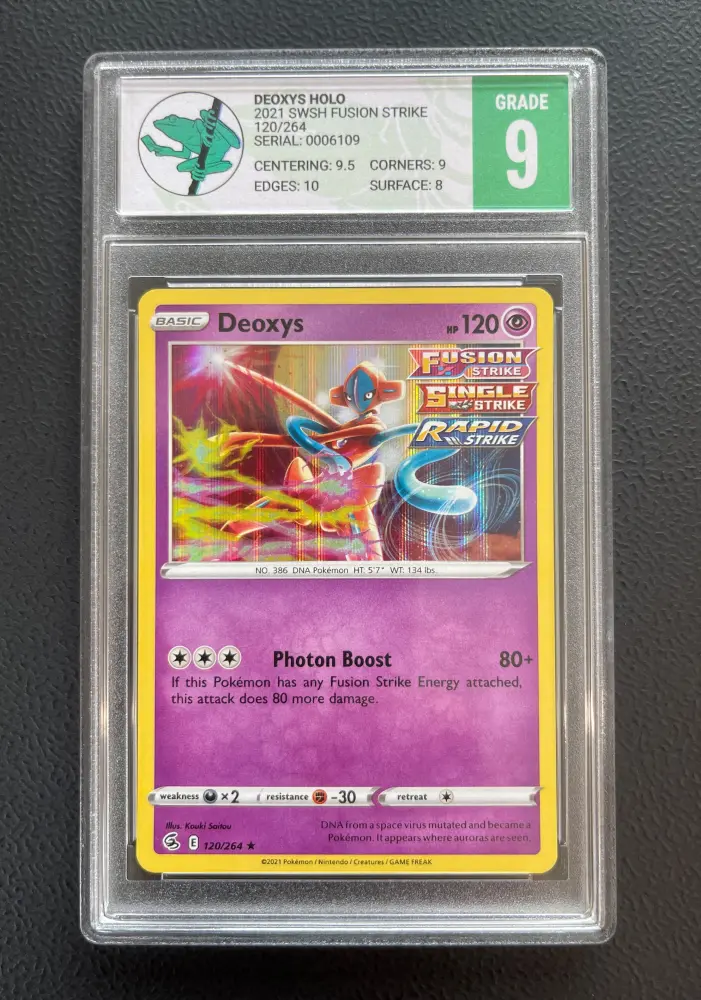 DEOXYS HOLO
2021 SWSH FUSION STRIKE
120/264
SERIAL: 0006109
CENTERING: 9.5 CORNERS: 9
EDGES: 10 SURFACE: 8
GRADE
9
BASIC Deoxys HP 120
FUSION
STRIKE
SINGLE
STRIKE
RAPID
STRIKE
NO. 386 DNA Pokémon HT: 5'7" WT: 134 lbs.
Photon Boost 80+
If this Pokémon has any Fusion Strike Energy attached,
this attack does 80 more damage.
weakness ×2 resistance -30 retreat
Illus. Kouki Saitou
DNA from a space virus mutated and became a
Pokémon. It appears where auroras are seen.
E 120/264 ★
©2021 Pokémon / Nintendo / Creatures / GAME FREAK